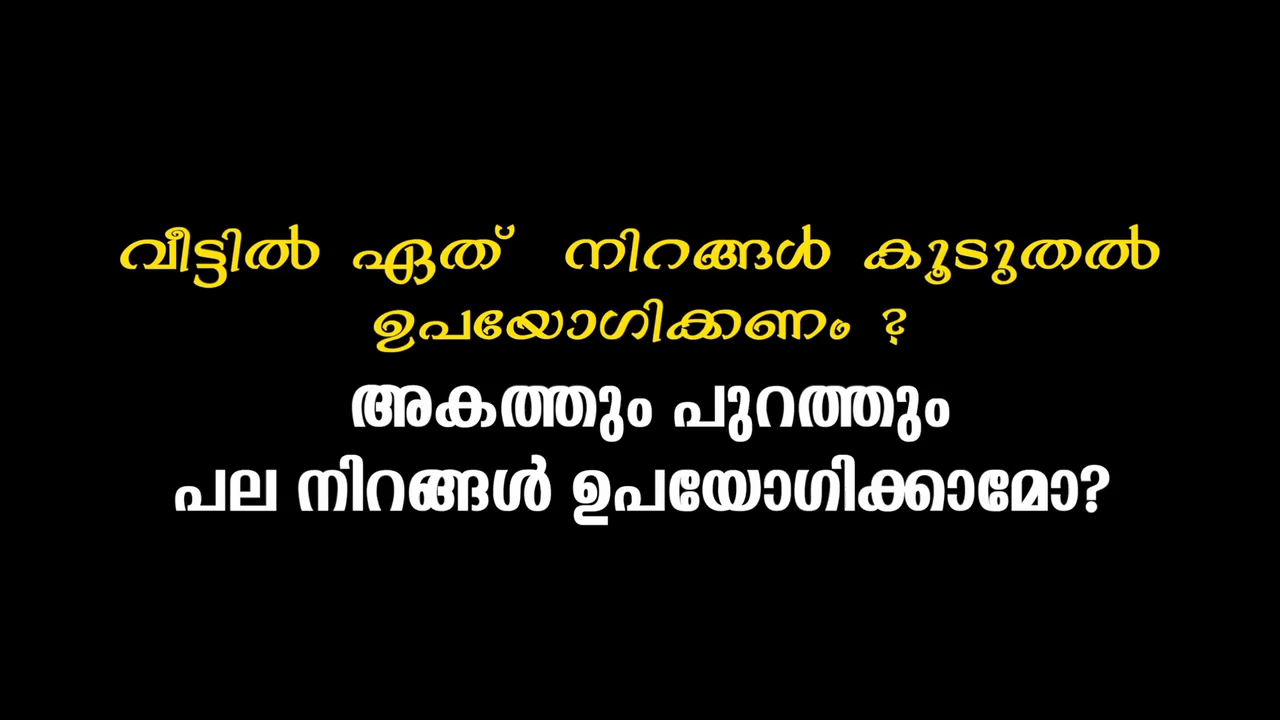 വീട്ടിൽ ഏത് നിറങ്ങൾ കൂടുതൽ
ഉപയോഗിക്കണം ?
അകത്തും പുറത്തും
പല നിറങ്ങൾ ഉപയോഗിക്കാമോ?